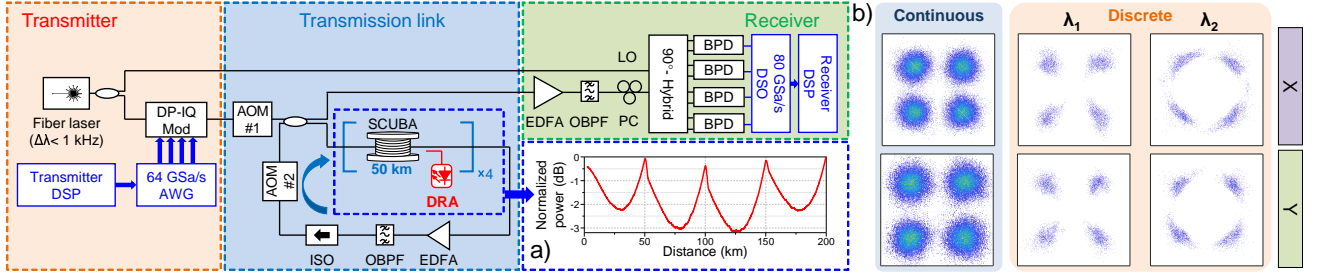 Transmitter
Transmission link
Receiver
b)
Continuous
Discrete
λ1
λ2
X
Y
Fiber laser
(Δλ< 1 kHz)
DP-IQ
Mod
Transmitter
DSP
64 GSa/s
AWG
AOM
#1
AOM
#2
SCUBA
50 km
×4
DRA
ISO
OBPF
EDFA
EDFA
OBPF
PC
LO
90°- Hybrid
BPD
BPD
BPD
BPD
80 GSa/s
DSO
Receiver
DSP
a)
Normalized
power (dB)
0
-1
-2
-3
0
50
100
150
200
Distance (km)